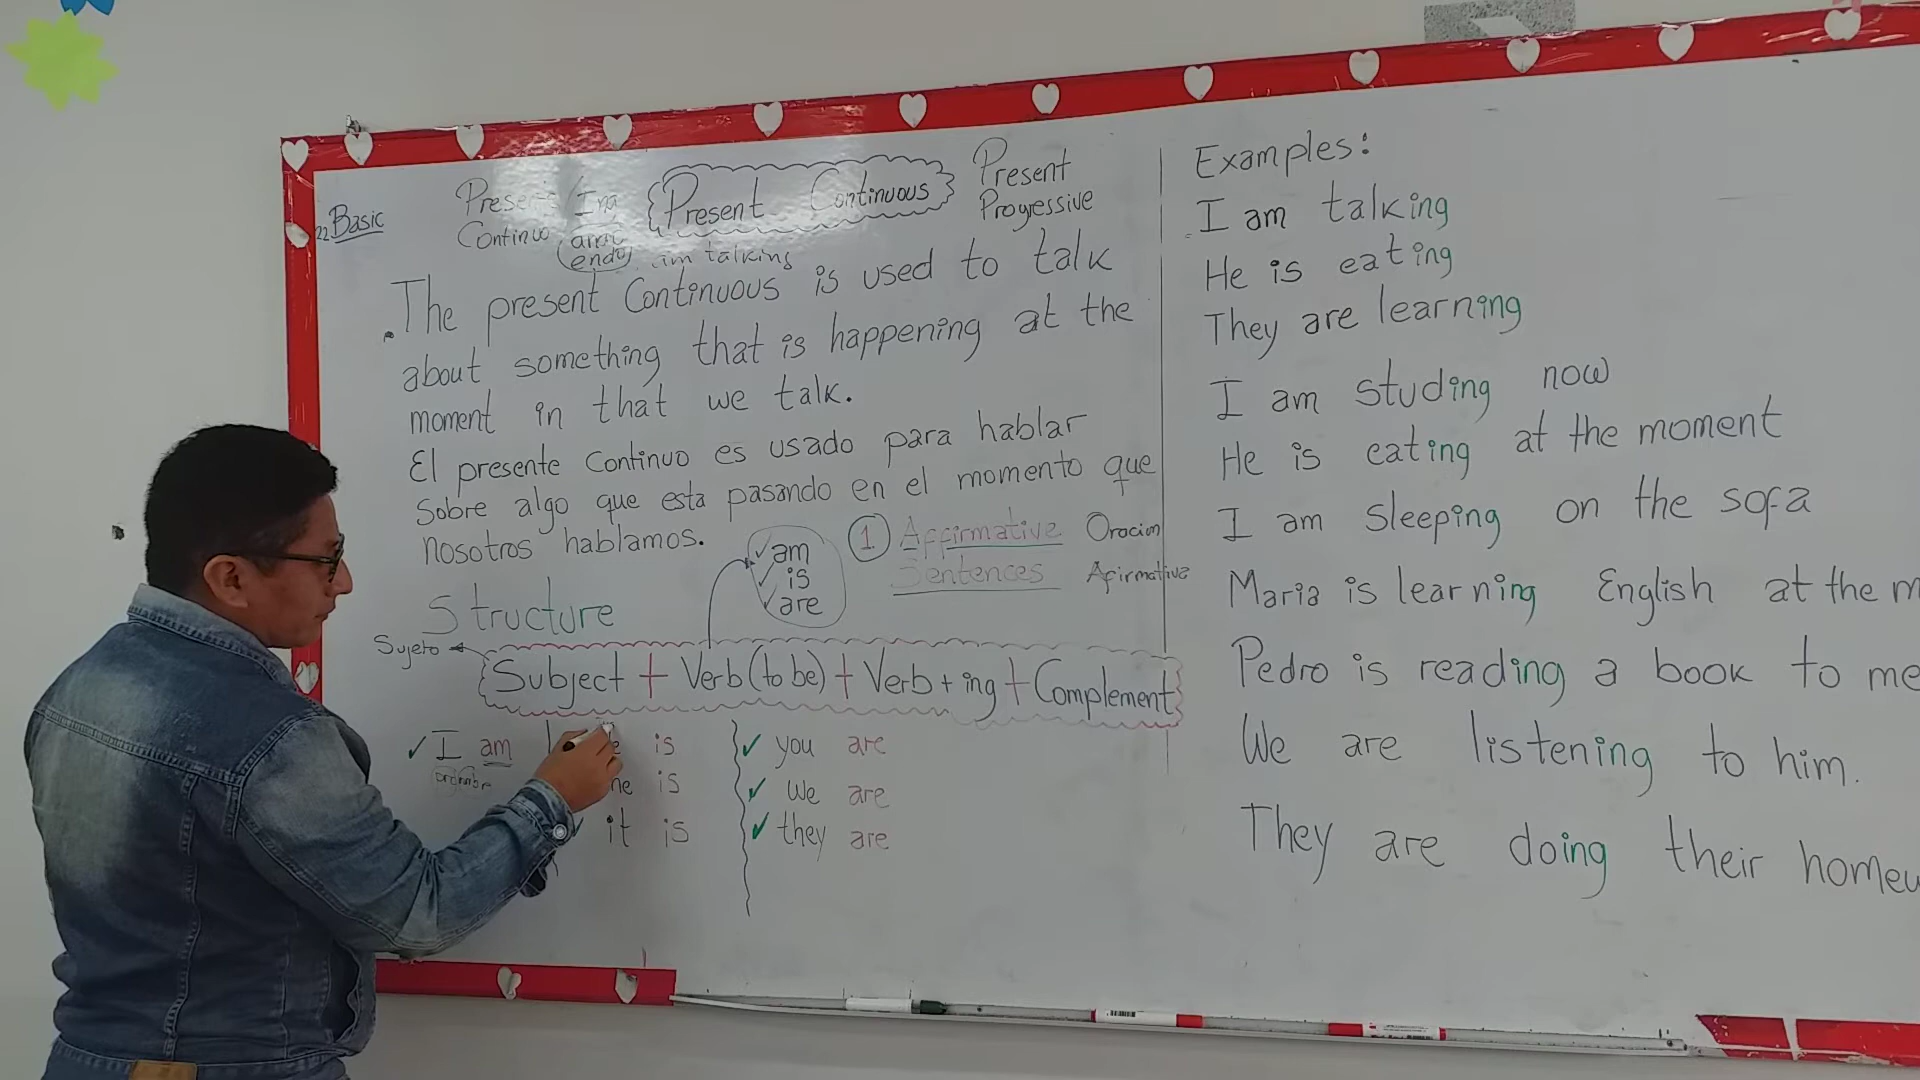 22 Basic
Presente Continuo
Ing
ando
endo
am talking
Present Continuous
Present
Progressive
.The present Continuous is used to talk
about something that is happening at the
moment in that we talk.
El presente Continuo es usado para hablar
Sobre algo que esta pasando en el momento que
nosotros hablamos.
am
is
are
1 Affirmative
Sentences
Oracion
Afirmativa
Structure
Sujeto
Subject + Verb (to be) + Verb + ing + Complement
I am
is
is
it is
you are
we are
they are
Examples:
I am talking
He is eating
They are learning
I am studing now
He is eating at the moment
I am sleeping on the sofa
Maria is learning English at the m
Pedro is reading a book to me
We are listening to him.
They are doing their homew